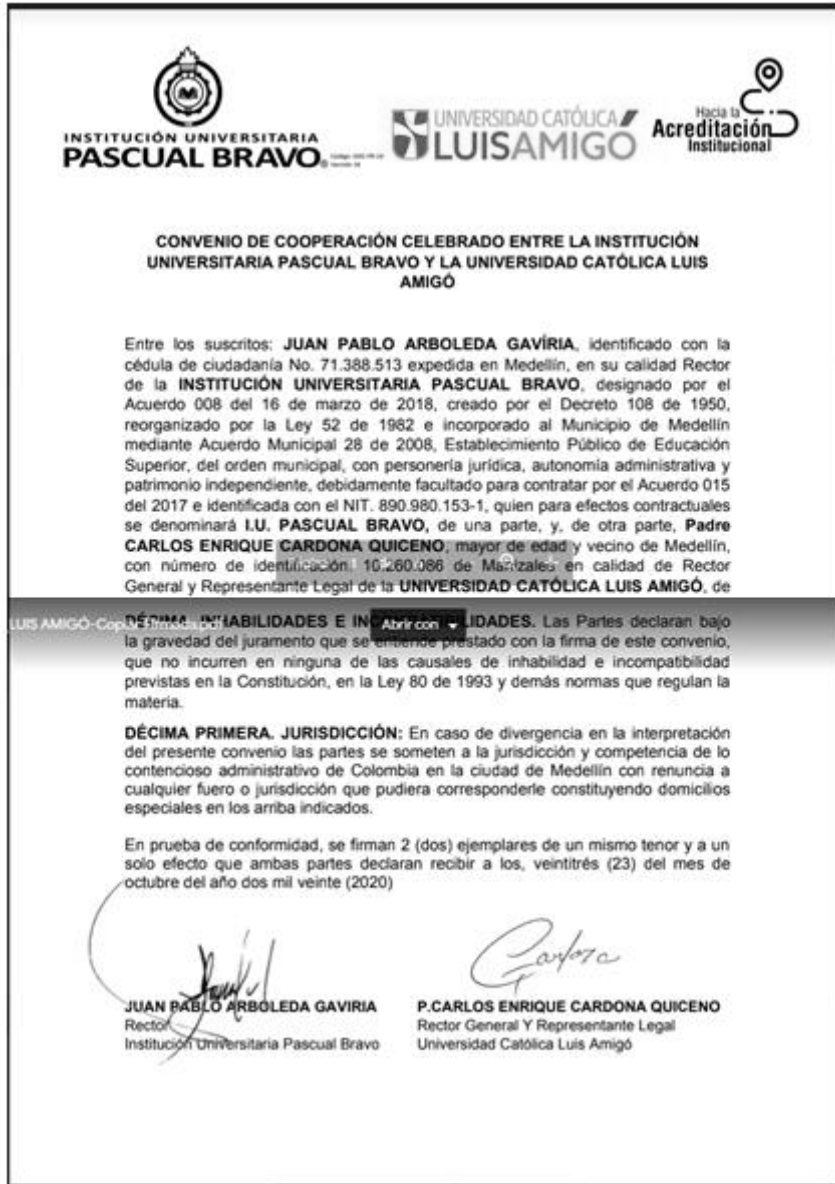 INSTITUCIÓN UNIVERSITARIA
PASCUAL BRAVO
UNIVERSIDAD CATÓLICA
LUISAMIGÓ
Hacia la
Acreditación
Institucional
CONVENIO DE COOPERACIÓN CELEBRADO ENTRE LA INSTITUCIÓN
UNIVERSITARIA PASCUAL BRAVO Y LA UNIVERSIDAD CATÓLICA LUIS
AMIGÓ
Entre los suscritos: JUAN PABLO ARBOLEDA GAVÍRIA, identificado con la
cédula de ciudadanía No. 71.388.513 expedida en Medellín, en su calidad Rector
de la INSTITUCIÓN UNIVERSITARIA PASCUAL BRAVO, designado por el
Acuerdo 008 del 16 de marzo de 2018, creado por el Decreto 108 de 1950,
reorganizado por la Ley 52 de 1982 e incorporado al Municipio de Medellín
mediante Acuerdo Municipal 28 de 2008, Establecimiento Público de Educación
Superior, del orden municipal, con personería jurídica, autonomía administrativa y
patrimonio independiente, debidamente facultado para contratar por el Acuerdo 015
del 2017 e identificada con el NIT. 890.980.153-1, quien para efectos contractuales
se denominará I.U. PASCUAL BRAVO, de una parte, y, de otra parte, Padre
CARLOS ENRIQUE CARDONA QUICENO, mayor de edad y vecino de Medellín,
con número de identificación. 10.260.086 de Manizales en calidad de Rector
General y Representante Legal de la UNIVERSIDAD CATÓLICA LUIS AMIGÓ, de
LUIS AMIGÓ-Copia Firmada.pdf
Abrir con
DÉCIMA. INHABILIDADES E INCOMPATIBILIDADES. Las Partes declaran bajo
la gravedad del juramento que se entiende prestado con la firma de este convenio,
que no incurren en ninguna de las causales de inhabilidad e incompatibilidad
previstas en la Constitución, en la Ley 80 de 1993 y demás normas que regulan la
materia.
DÉCIMA PRIMERA. JURISDICCIÓN: En caso de divergencia en la interpretación
del presente convenio las partes se someten a la jurisdicción y competencia de lo
contencioso administrativo de Colombia en la ciudad de Medellín con renuncia a
cualquier fuero o jurisdicción que pudiera corresponderle constituyendo domicilios
especiales en los arriba indicados.
En prueba de conformidad, se firman 2 (dos) ejemplares de un mismo tenor y a un
solo efecto que ambas partes declaran recibir a los, veintitrés (23) del mes de
octubre del año dos mil veinte (2020)
JUAN PABLO ARBOLEDA GAVIRIA
Rector
Institución Universitaria Pascual Bravo
P.CARLOS ENRIQUE CARDONA QUICENO
Rector General Y Representante Legal
Universidad Católica Luis Amigó